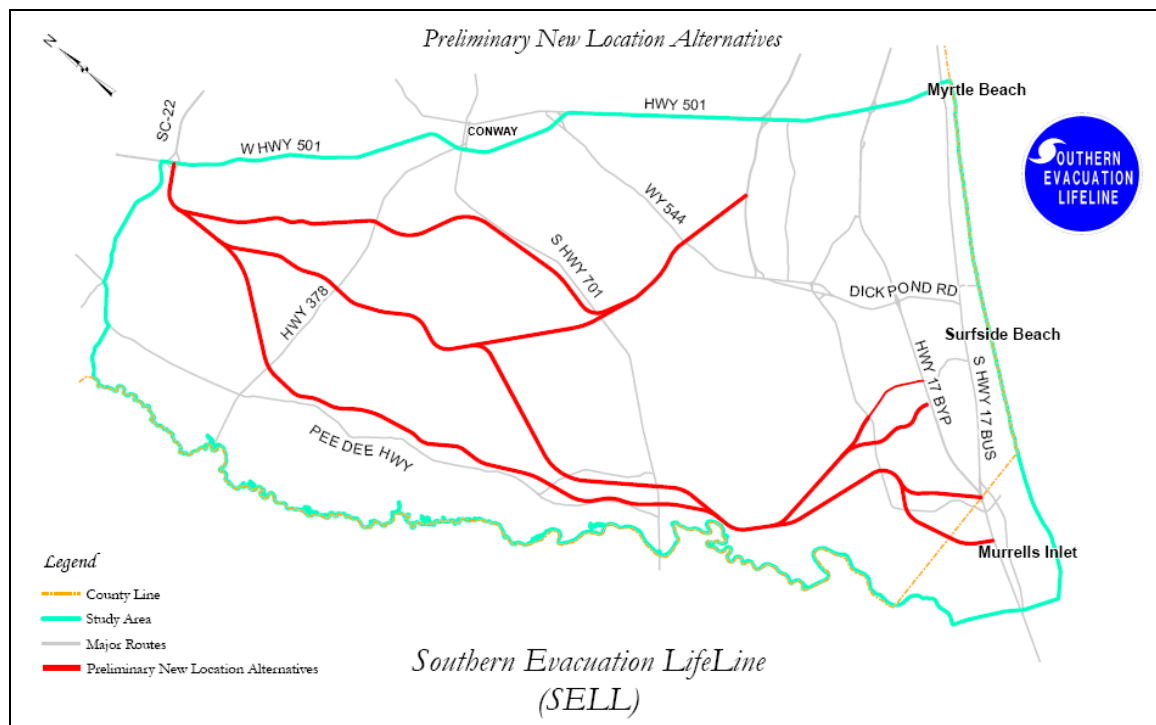 Preliminary New Location Alternatives
N
SC-22
W HWY 501
CONWAY
HWY 501
Myrtle Beach
SOUTHERN
EVACUATION
LIFELINE
WY 544
S HWY 701
HWY 378
DICK POND RD
Surfside Beach
HWY 17 BYP
S HWY 17 BUS
PEE DEE HWY
Murrells Inlet
Legend
County Line
Study Area
Major Routes
Preliminary New Location Alternatives
Southern Evacuation LifeLine
(SELL)